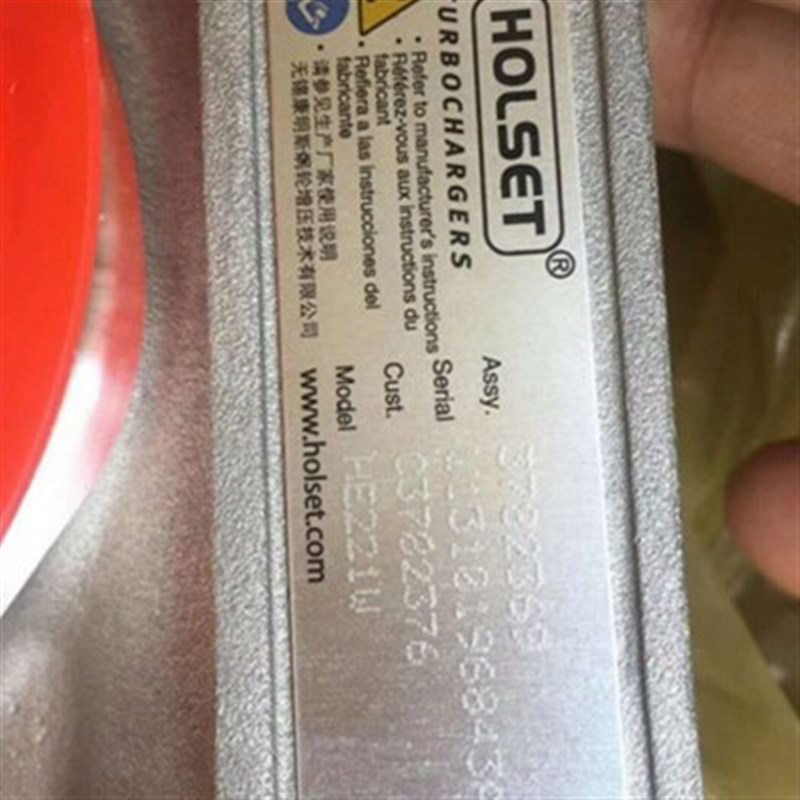 HOLSET®
TURBOCHARGERS
• Refer to manufacturer's instructions
• Référez-vous aux instructions du
fabricant
• Refiera a las instrucciones del
fabricante
• 请参见生产厂家使用说明
无锡康明斯涡轮增压技术有限公司
Assy. 3782369
Serial
Cust. C3782376
Model HE221W
www.holset.com